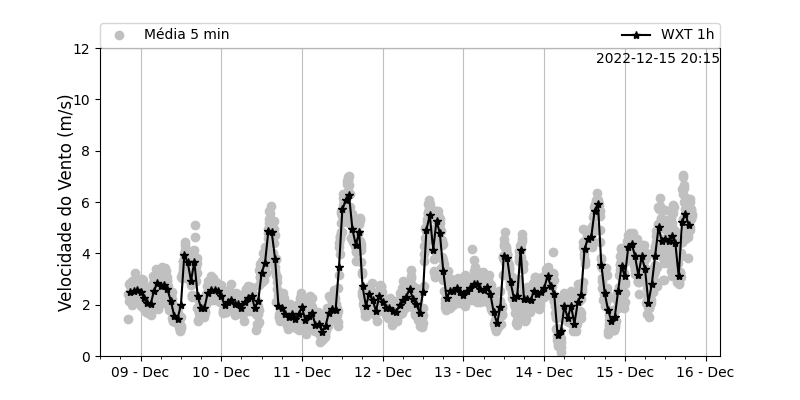 Média 5 min
WXT 1h
2022-12-15 20:15
Velocidade do Vento (m/s)
12
10
8
6
4
2
0
09 - Dec
10 - Dec
11 - Dec
12 - Dec
13 - Dec
14 - Dec
15 - Dec
16 - Dec